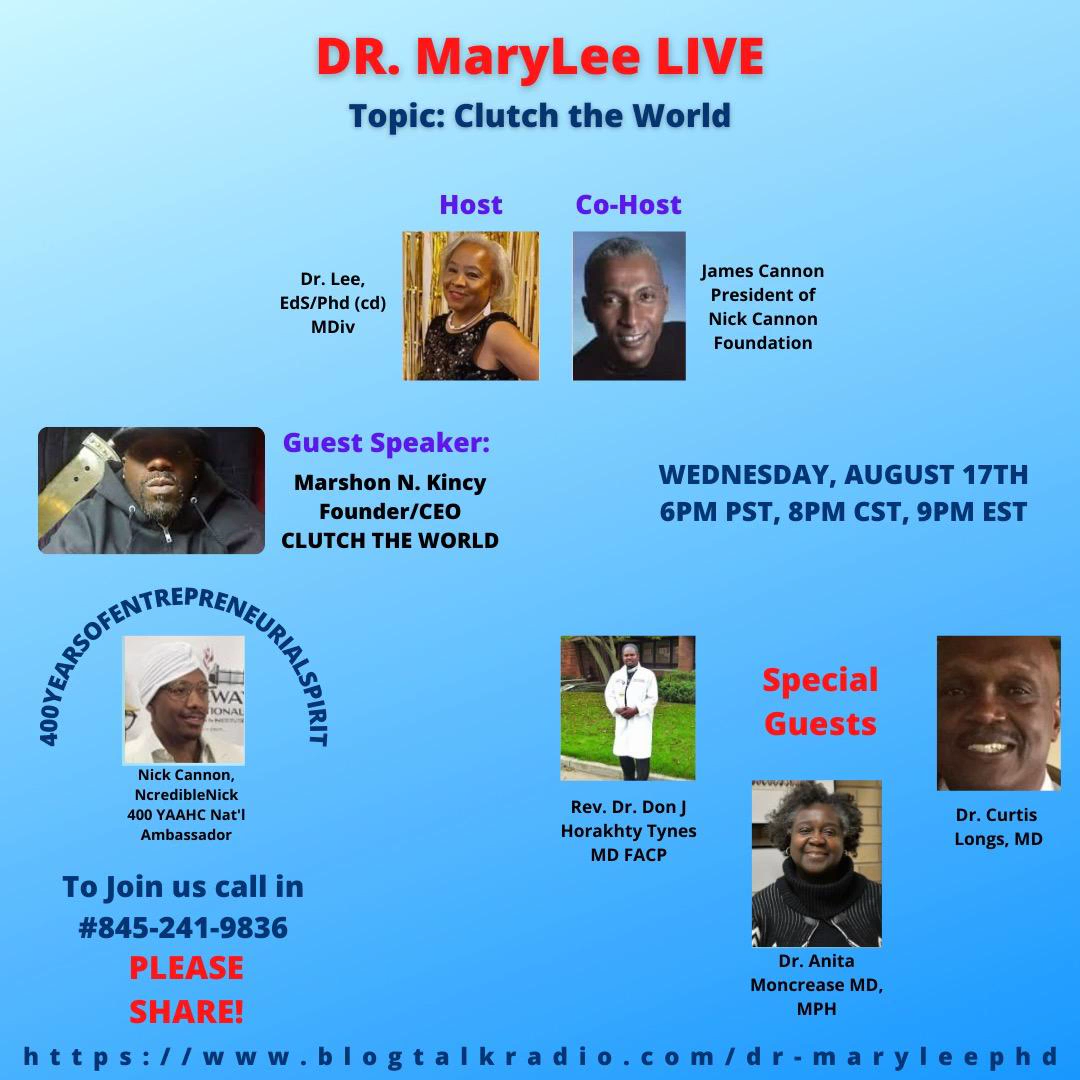 DR. MaryLee LIVE
Topic: Clutch the World
Host
Co-Host
Dr. Lee,
EdS/Phd (cd)
MDiv
James Cannon
President of
Nick Cannon
Foundation
Guest Speaker:
Marshon N. Kincy
Founder/CEO
CLUTCH THE WORLD
WEDNESDAY, AUGUST 17TH
6PM PST, 8PM CST, 9PM EST
400YEARSOFENTREPRENEURIALSPIRIT
WA
TIONAL
Nick Cannon,
NcredibleNick
400 YAAHC Nat'l
Ambassador
Special
Guests
Rev. Dr. Don J
Horakhty Tynes
MD FACP
Dr. Curtis
Longs, MD
Dr. Anita
Moncrease MD,
MPH
To Join us call in
#845-241-9836
PLEASE
SHARE!
https://www.blogtalkradio.com/dr-maryleephd